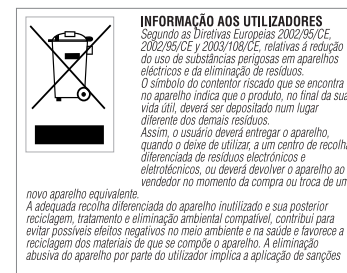 INFORMAÇÃO AOS UTILIZADORES
Segundo as Diretivas Europeias 2002/95/CE,
2002/95/CE y 2003/108/CE, relativas á redução
do uso de substâncias perigosas em aparelhos
eléctricos e da eliminação de resíduos.
O símbolo do contentor riscado que se encontra
no aparelho indica que o produto, no final da sua
vida útil, deverá ser depositado num lugar
diferente dos demais resíduos.
Assim, o usuário deverá entregar o aparelho,
quando o deixe de utilizar, a um centro de recolha
diferenciada de resíduos electrónicos e
eletrotécnicos, ou deverá devolver o aparelho ao
vendedor no momento da compra ou troca de um
novo aparelho equivalente.
A adequada recolha diferenciada do aparelho inutilizado e sua posterior
reciclagem, tratamento e eliminação ambiental compatível, contribui para
evitar possíveis efeitos negativos no meio ambiente e na saúde e favorece a
reciclagem dos materiais de que se compõe o aparelho. A eliminação
abusiva do aparelho por parte do utilizador implica a aplicação de sanções